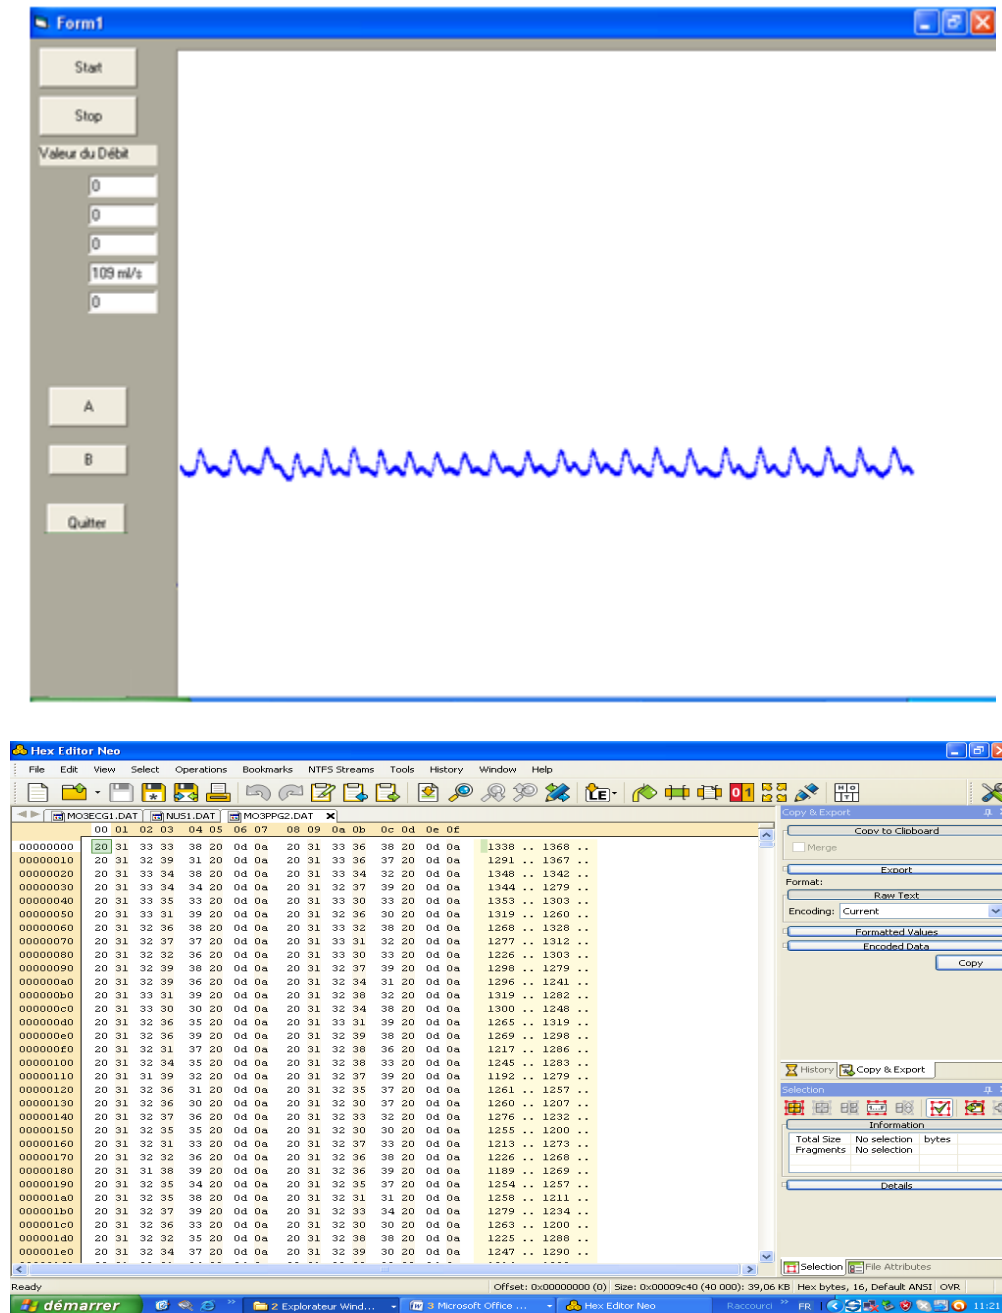 Form1
Start
Stop
Valeur du Débit
0
0
0
109 ml/s
0
A
B
Quitter
Hex Editor Neo
File Edit View Select Operations Bookmarks NTFS Streams Tools History Window Help
MO3ECG1.DAT NUS1.DAT MO3PPG2.DAT
00 01 02 03 04 05 06 07 08 09 0a 0b 0c 0d 0e 0f
00000000 20 31 33 33 38 20 0d 0a 20 31 33 36 38 20 0d 0a 1338 .. 1368 ..
00000010 20 31 32 39 31 20 0d 0a 20 31 33 36 37 20 0d 0a 1291 .. 1367 ..
00000020 20 31 33 34 38 20 0d 0a 20 31 33 34 32 20 0d 0a 1348 .. 1342 ..
00000030 20 31 33 34 34 20 0d 0a 20 31 32 37 39 20 0d 0a 1344 .. 1279 ..
00000040 20 31 33 35 33 20 0d 0a 20 31 33 30 33 20 0d 0a 1353 .. 1303 ..
00000050 20 31 33 31 39 20 0d 0a 20 31 32 36 30 20 0d 0a 1319 .. 1260 ..
00000060 20 31 32 36 38 20 0d 0a 20 31 33 32 38 20 0d 0a 1268 .. 1328 ..
00000070 20 31 32 37 37 20 0d 0a 20 31 33 31 32 20 0d 0a 1277 .. 1312 ..
00000080 20 31 32 32 36 20 0d 0a 20 31 33 30 33 20 0d 0a 1226 .. 1303 ..
00000090 20 31 32 39 38 20 0d 0a 20 31 32 37 39 20 0d 0a 1298 .. 1279 ..
000000a0 20 31 32 39 36 20 0d 0a 20 31 32 34 31 20 0d 0a 1296 .. 1241 ..
000000b0 20 31 33 31 39 20 0d 0a 20 31 32 38 32 20 0d 0a 1319 .. 1282 ..
000000c0 20 31 33 30 30 20 0d 0a 20 31 32 34 38 20 0d 0a 1300 .. 1248 ..
000000d0 20 31 32 36 35 20 0d 0a 20 31 33 31 39 20 0d 0a 1265 .. 1319 ..
000000e0 20 31 32 36 39 20 0d 0a 20 31 32 39 38 20 0d 0a 1269 .. 1298 ..
000000f0 20 31 32 31 37 20 0d 0a 20 31 32 38 36 20 0d 0a 1217 .. 1286 ..
00000100 20 31 32 34 35 20 0d 0a 20 31 32 38 33 20 0d 0a 1245 .. 1283 ..
00000110 20 31 31 39 32 20 0d 0a 20 31 32 37 39 20 0d 0a 1192 .. 1279 ..
00000120 20 31 32 36 31 20 0d 0a 20 31 32 35 37 20 0d 0a 1261 .. 1257 ..
00000130 20 31 32 36 30 20 0d 0a 20 31 32 30 37 20 0d 0a 1260 .. 1207 ..
00000140 20 31 32 37 36 20 0d 0a 20 31 32 33 32 20 0d 0a 1276 .. 1232 ..
00000150 20 31 32 35 35 20 0d 0a 20 31 32 30 30 20 0d 0a 1255 .. 1200 ..
00000160 20 31 32 31 33 20 0d 0a 20 31 32 37 33 20 0d 0a 1213 .. 1273 ..
00000170 20 31 32 32 36 20 0d 0a 20 31 32 36 38 20 0d 0a 1226 .. 1268 ..
00000180 20 31 31 38 39 20 0d 0a 20 31 32 36 39 20 0d 0a 1189 .. 1269 ..
00000190 20 31 32 35 34 20 0d 0a 20 31 32 35 37 20 0d 0a 1254 .. 1257 ..
000001a0 20 31 32 35 38 20 0d 0a 20 31 32 31 31 20 0d 0a 1258 .. 1211 ..
000001b0 20 31 32 37 39 20 0d 0a 20 31 32 33 34 20 0d 0a 1279 .. 1234 ..
000001c0 20 31 32 36 33 20 0d 0a 20 31 32 30 30 20 0d 0a 1263 .. 1200 ..
000001d0 20 31 32 32 35 20 0d 0a 20 31 32 38 38 20 0d 0a 1225 .. 1288 ..
000001e0 20 31 32 34 37 20 0d 0a 20 31 32 39 30 20 0d 0a 1247 .. 1290 ..
Copy & Export
Copy to Clipboard
Merge
Export
Format:
Raw Text
Encoding: Current
Formatted Values
Encoded Data
Copy
History Copy & Export
Selection
Information
Total Size No selection bytes
Fragments No selection
Details
Selection File Attributes
Ready Offset: 0x00000000 (0) Size: 0x00009c40 (40 000): 39,06 KB Hex bytes, 16, Default ANSI OVR
démarrer 2 Explorateur Wind... 3 Microsoft Office ... Hex Editor Neo Raccourci FR 11:21